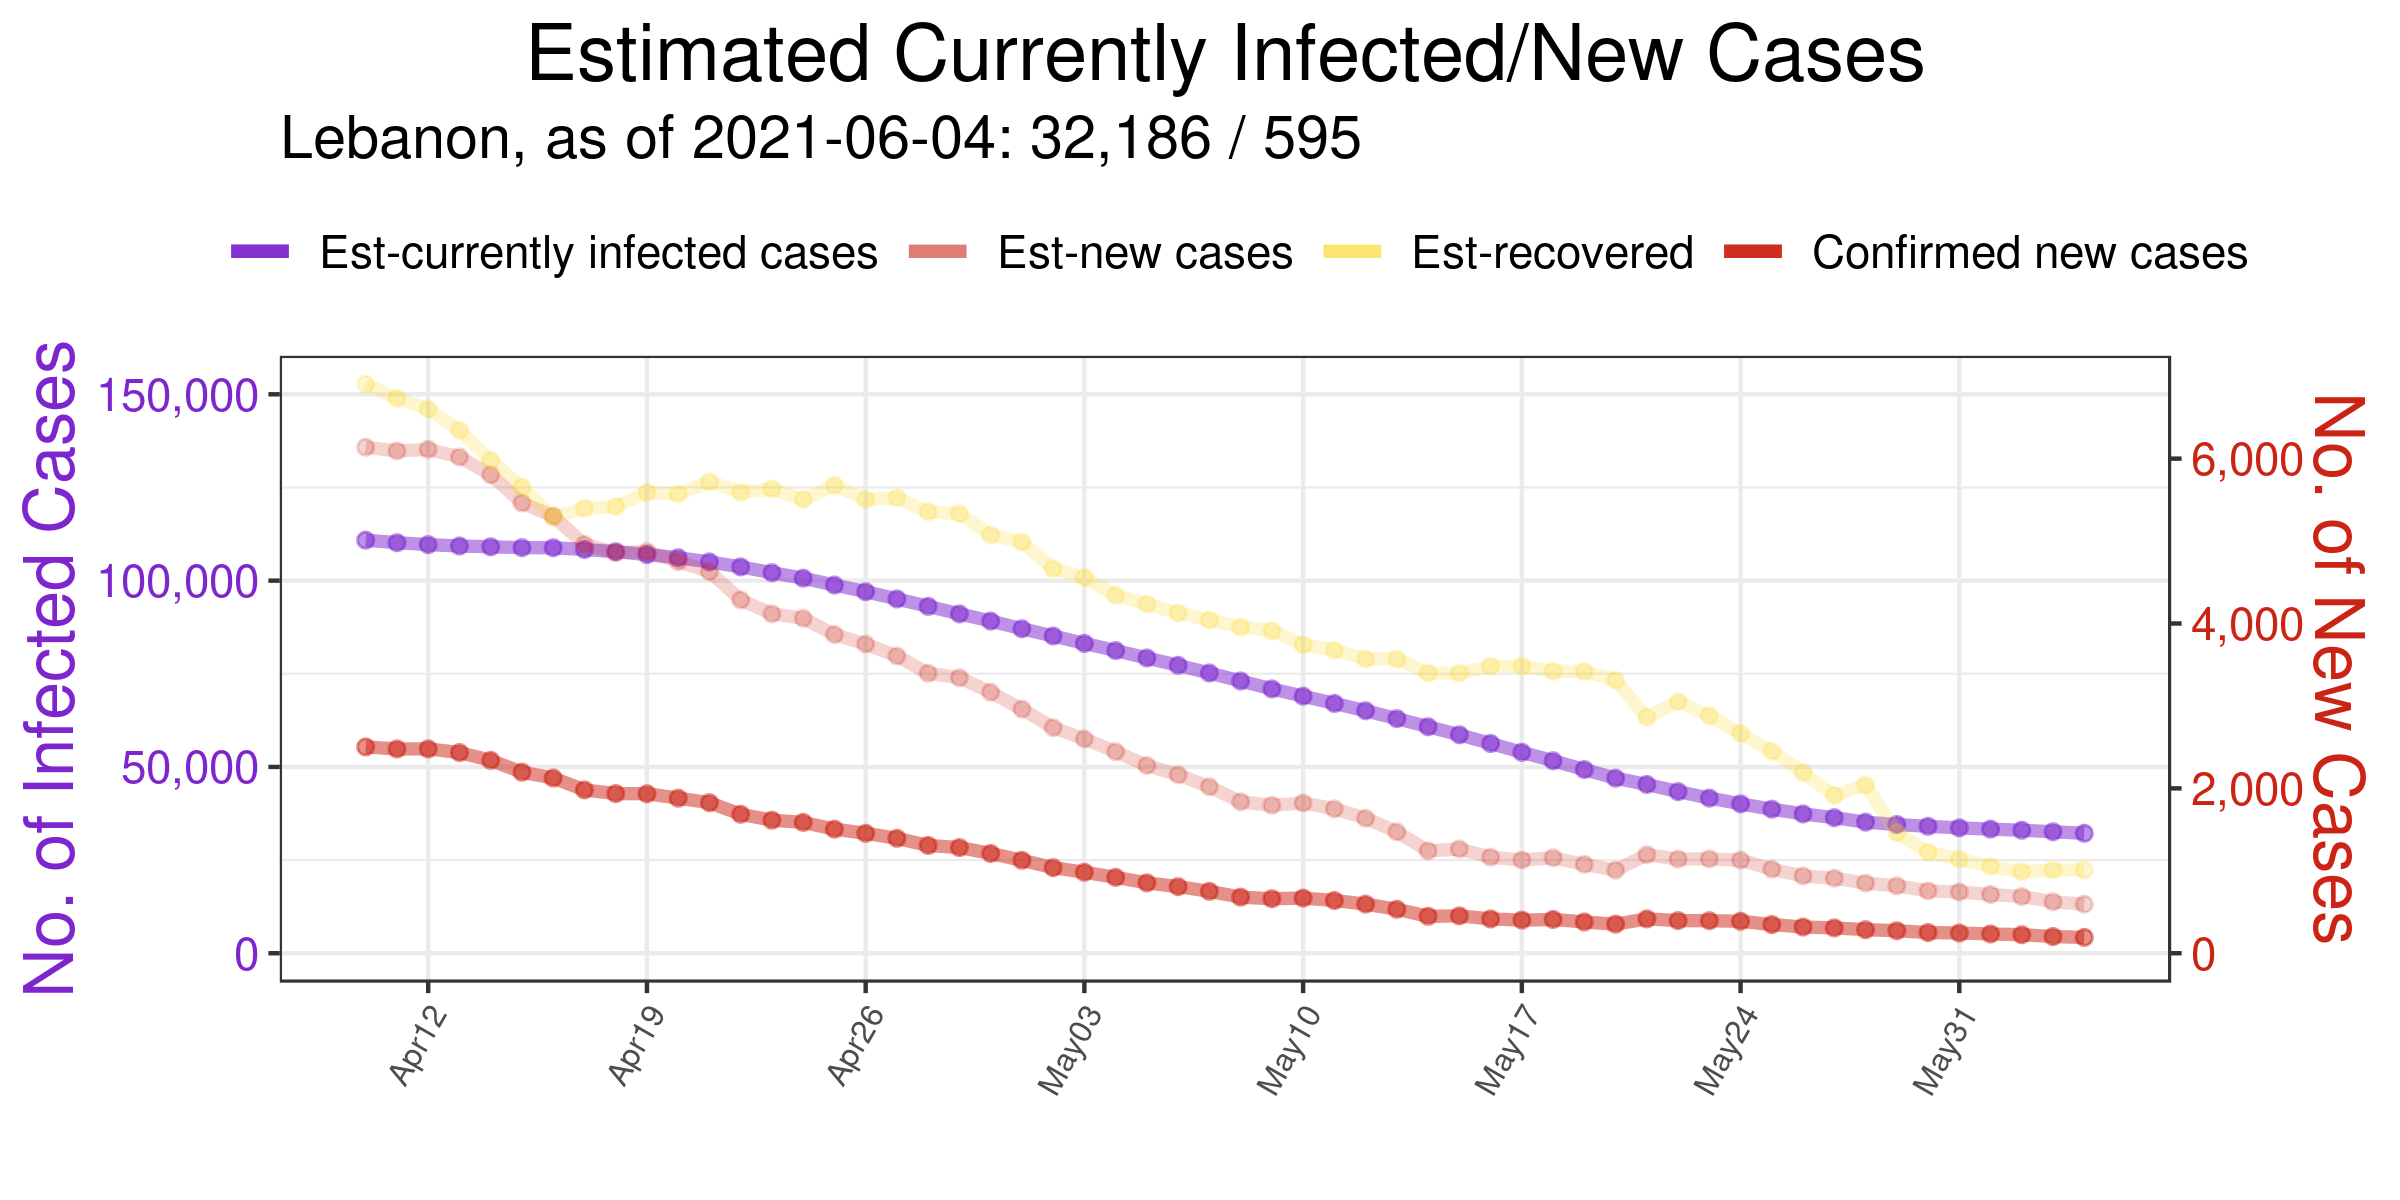 Estimated Currently Infected/New Cases
Lebanon, as of 2021-06-04: 32,186 / 595
Est-currently infected cases Est-new cases Est-recovered Confirmed new cases
No. of Infected Cases
150,000
100,000
50,000
0
6,000
4,000
2,000
0
No. of New Cases
Apr12 Apr19 Apr26 May03 May10 May17 May24 May31